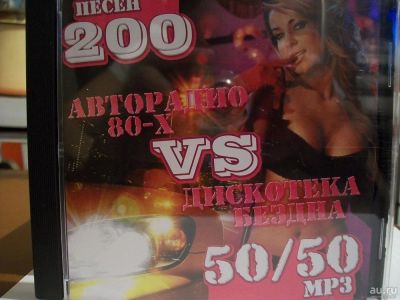 ПЕСЕН
200
АВТОРАДИО
80-Х
VS
ДИСКОТЕКА
БЕЗДНА
50/50
MP3
au.ru